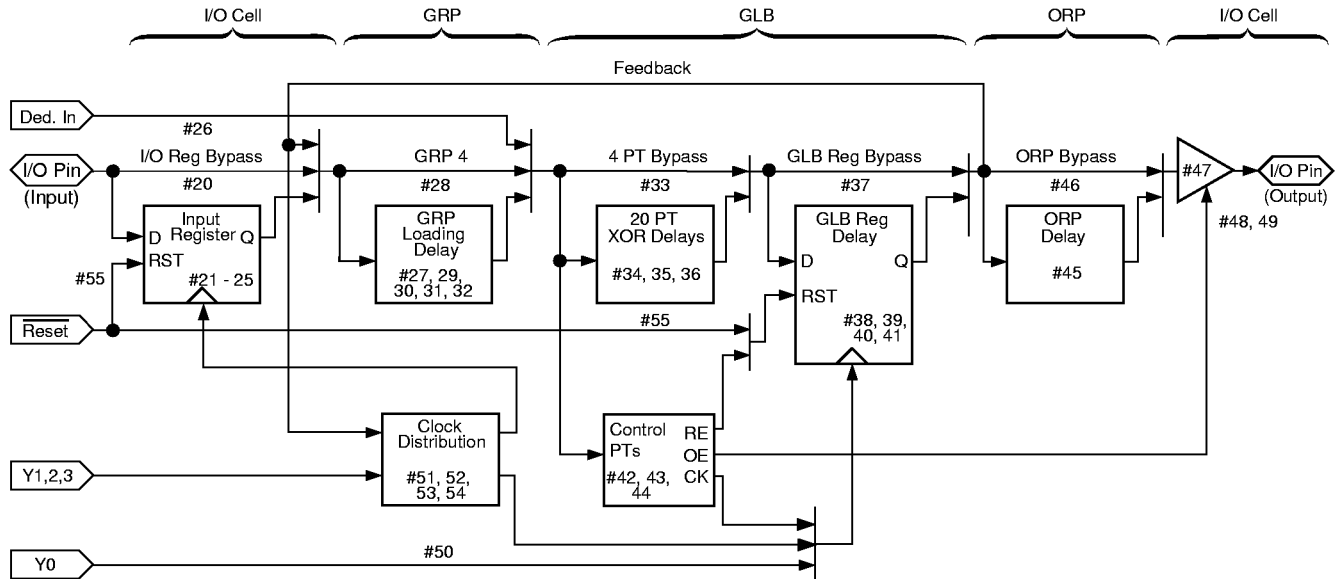 I/O Cell
GRP
GLB
ORP
I/O Cell
Feedback
Ded. In
#26
I/O Pin
(Input)
I/O Reg Bypass
#20
GRP 4
#28
4 PT Bypass
#33
GLB Reg Bypass
#37
ORP Bypass
#46
#47
I/O Pin
(Output)
#48, 49
Input
Register
D
Q
RST
#21 - 25
#55
GRP
Loading
Delay
#27, 29,
30, 31, 32
20 PT
XOR Delays
#34, 35, 36
GLB Reg
Delay
D
Q
RST
#38, 39,
40, 41
ORP
Delay
#45
Reset
#55
Clock
Distribution
#51, 52,
53, 54
Control
PTs
RE
OE
CK
#42, 43,
44
Y1,2,3
Y0
#50